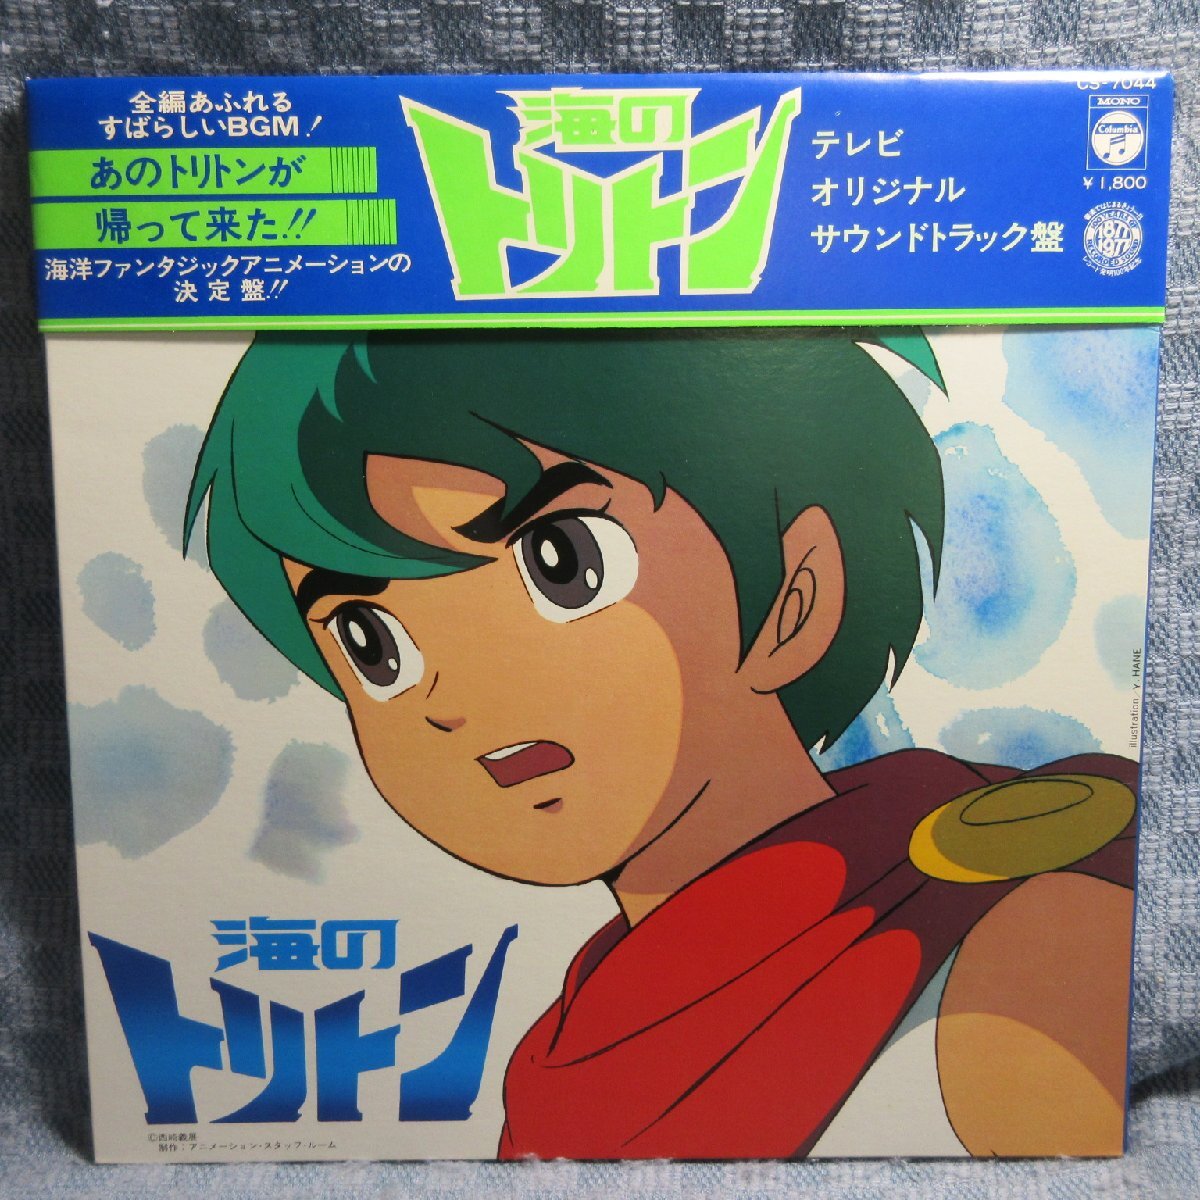 全編あふれる
すばらしいBGM!
あのトリトンが
帰って来た!!
海洋ファンタジックアニメーションの
決定盤!!
海の
トリトン
テレビ
オリジナル
サウンドトラック盤
CS-7044
MONO
Columbia
¥1,800
1877
1977
illustration: Y. HANE
海の
トリトン
©西崎義展
制作:アニメーション・スタッフ・ルーム